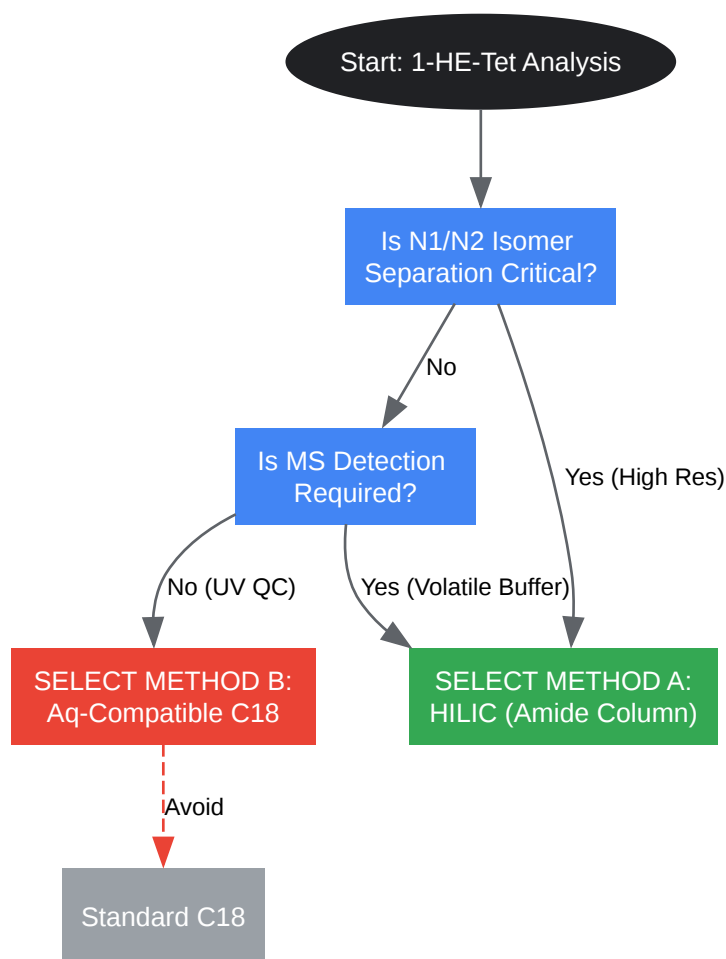 Start: 1-HE-Tet Analysis
Is N1/N2 Isomer
Separation Critical?
No
Is MS Detection
Required?
Yes (High Res)
No (UV QC)
Yes (Volatile Buffer)
SELECT METHOD B:
Aq-Compatible C18
SELECT METHOD A:
HILIC (Amide Column)
Avoid
Standard C18